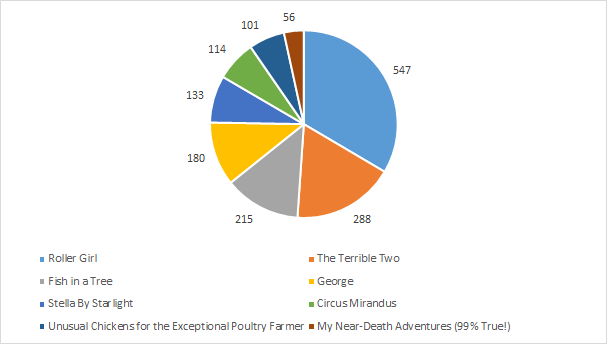 56
101
114
547
133
180
215
288
Roller Girl
The Terrible Two
Fish in a Tree
George
Stella By Starlight
Circus Mirandus
Unusual Chickens for the Exceptional Poultry Farmer
My Near-Death Adventures (99% True!)